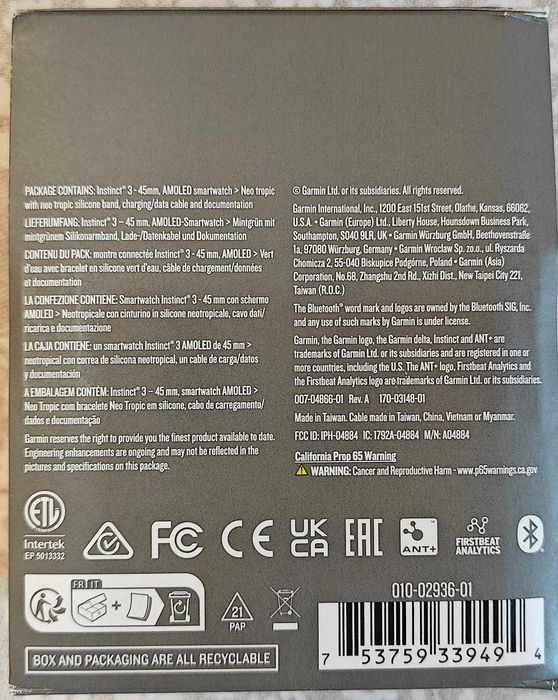 PACKAGE CONTAINS: Instinct® 3 - 45mm, AMOLED smartwatch > Neo tropic
with neo tropic silicone band, charging/data cable and documentation
LIEFERUMFANG: Instinct® 3 – 45 mm, AMOLED-Smartwatch > Mintgrün mit
mintgrünem Silikonarmband, Lade-/Datenkabel und Dokumentation
CONTENU DU PACK: montre connectée Instinct® 3 - 45 mm, AMOLED > Vert
d'eau avec bracelet en silicone vert d'eau, câble de chargement/données
et documentation
LA CONFEZIONE CONTIENE: Smartwatch Instinct® 3 - 45 mm con schermo
AMOLED > Neotropicale con cinturino in silicone neotropicale, cavo dati/
ricarica e documentazione
LA CAJA CONTIENE: un smartwatch Instinct® 3 AMOLED de 45 mm >
neotropical con correa de silicona neotropical, un cable de carga/datos
y documentación
A EMBALAGEM CONTÉM: Instinct® 3 – 45 mm, smartwatch AMOLED >
Neo Tropic com bracelete Neo Tropic em silicone, cabo de carregamento/
dados e documentação
Garmin reserves the right to provide you the finest product available to date.
Engineering enhancements are ongoing and may not be reflected in the
pictures and specifications on this package.
© Garmin Ltd. or its subsidiaries. All rights reserved.
Garmin International, Inc., 1200 East 151st Street, Olathe, Kansas, 66062,
U.S.A. • Garmin (Europe) Ltd., Liberty House, Hounsdown Business Park,
Southampton, SO40 9LR, UK • Garmin Würzburg GmbH, Beethovenstraße
1a, 97080 Würzburg, Germany • Garmin Wroclaw Sp. zo.o., ul. Ryszarda
Chomicza 2, 55-040 Biskupice Podgórne, Poland • Garmin (Asia)
Corporation, No.68, Zhangshu 2nd Rd., Xizhi Dist., New Taipei City 221,
Taiwan (R.O.C.)
The Bluetooth® word mark and logos are owned by the Bluetooth SIG, Inc.
and any use of such marks by Garmin is under license.
Garmin, the Garmin logo, the Garmin delta, Instinct and ANT+ are
trademarks of Garmin Ltd. or its subsidiaries and are registered in one or
more countries, including the U.S. The ANT+ logo, Firstbeat Analytics and
the Firstbeat Analytics logo are trademarks of Garmin Ltd. or its subsidiaries.
007-04866-01 Rev. A 170-03148-01
Made in Taiwan. Cable made in Taiwan, China, Vietnam or Myanmar.
FCC ID: IPH-04884 IC: 1792A-04884 M/N: A04884
California Prop 65 Warning
WARNING: Cancer and Reproductive Harm - www.p65warnings.ca.gov
ETL
Intertek
EP 5013332
FC
CE
UK
CA
EAC
ANT+
FIRSTBEAT
ANALYTICS
FR IT
21
PAP
BOX AND PACKAGING ARE ALL RECYCLABLE
010-02936-01
7 53759 33949 4